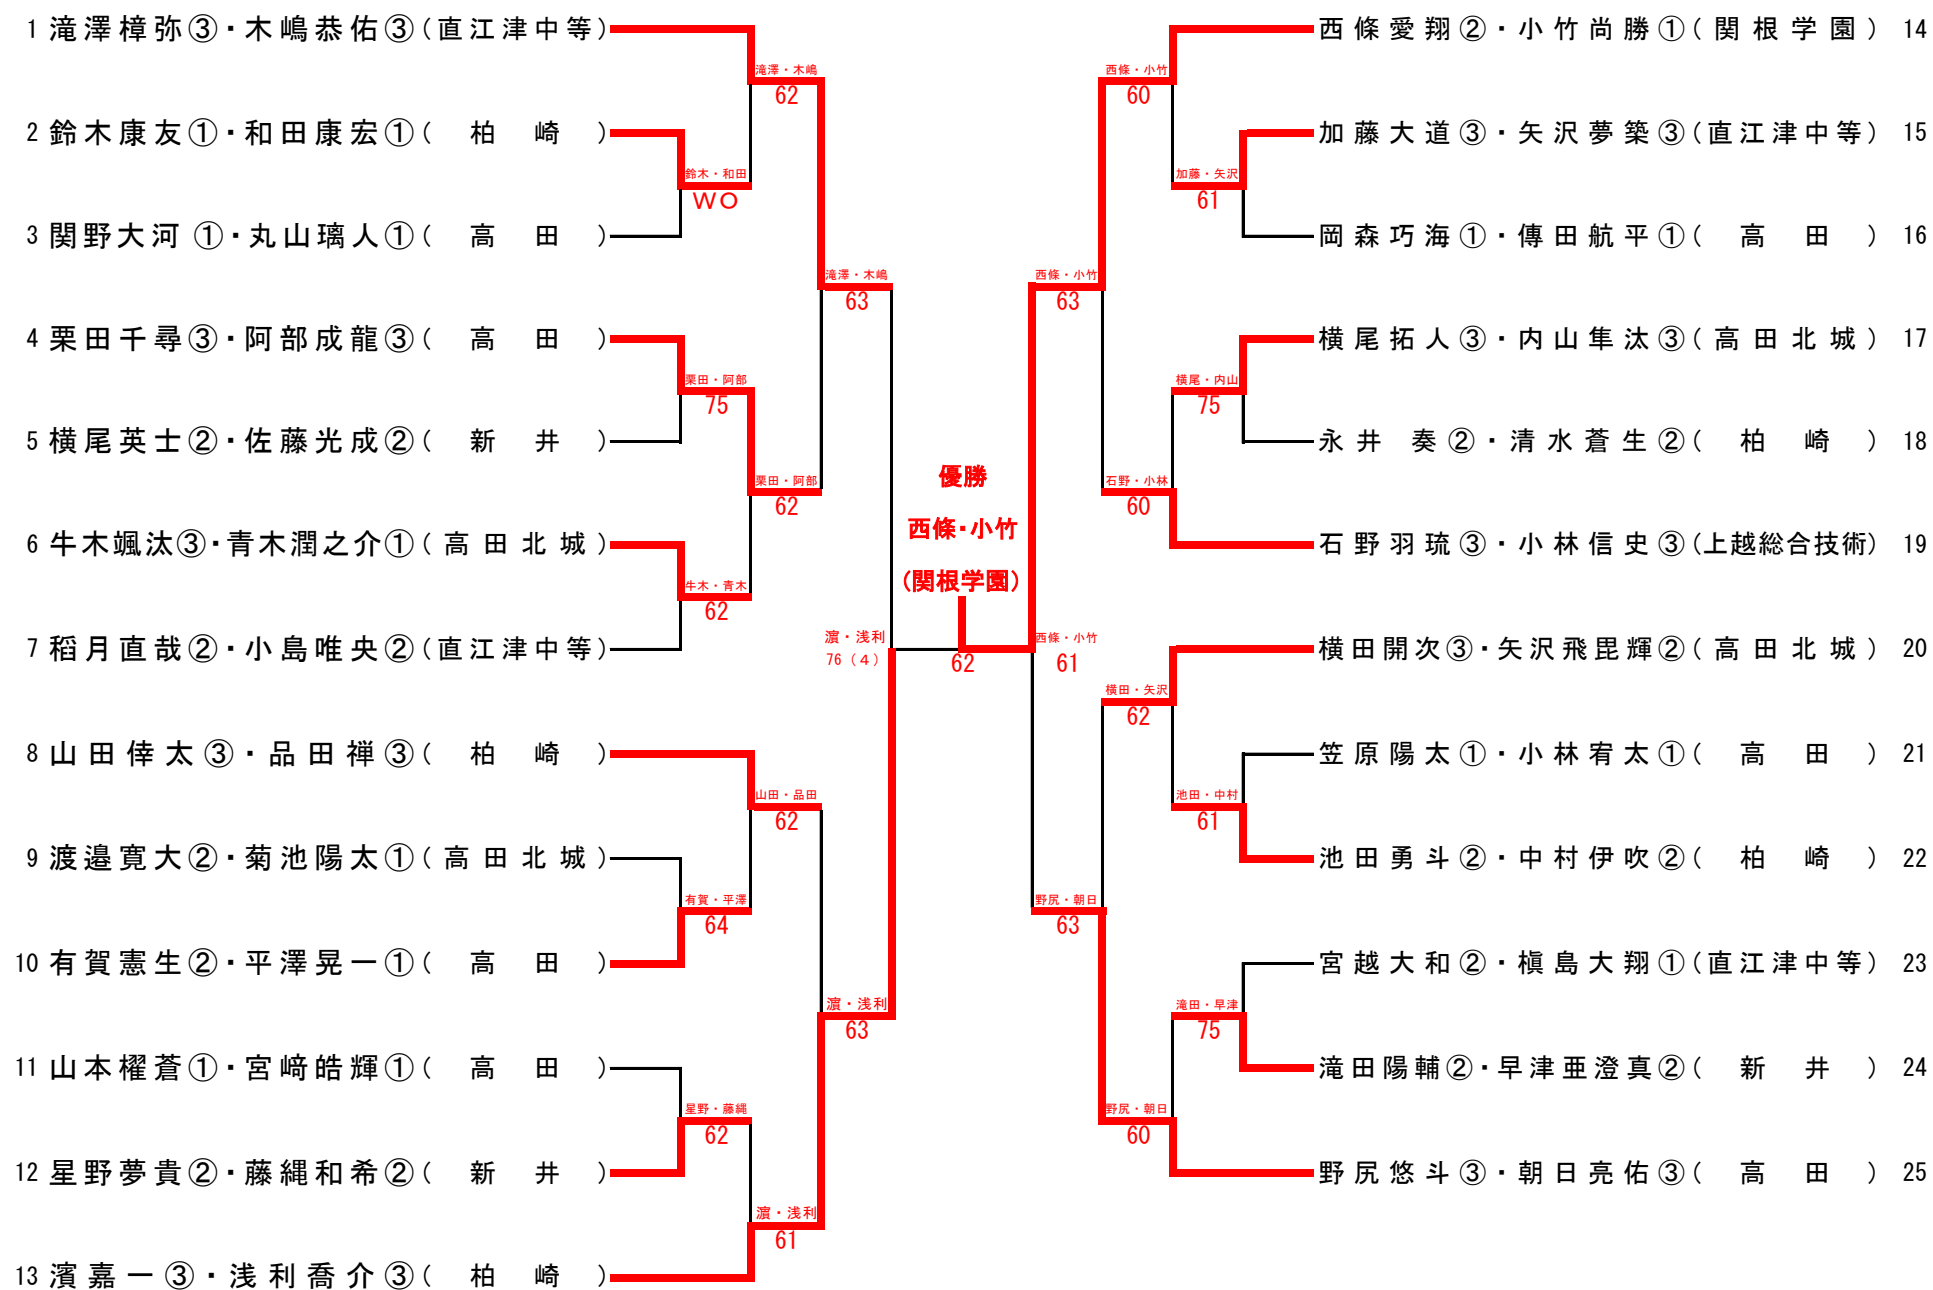 1 滝澤樟弥③・木嶋恭佑③(直江津中等)
2 鈴木康友①・和田康宏①(柏崎)
3 関野大河①・丸山璃人①(高田)
4 栗田千尋③・阿部成龍③(高田)
5 横尾英士②・佐藤光成②(新井)
6 牛木颯汰③・青木潤之介①(高田北城)
7 稻月直哉②・小島唯央②(直江津中等)
8 山田倖太③・品田禅③(柏崎)
9 渡邉寛大②・菊池陽太①(高田北城)
10 有賀憲生②・平澤晃一①(高田)
11 山本櫂蒼①・宮﨑皓輝①(高田)
12 星野夢貴②・藤縄和希②(新井)
13 濱嘉一③・浅利喬介③(柏崎)
滝澤・木嶋
62
鈴木・和田
WO
滝澤・木嶋
63
栗田・阿部
75
栗田・阿部
62
牛木・青木
62
濵・浅利
76(4)
山田・品田
62
有賀・平澤
64
濵・浅利
63
星野・藤縄
62
濵・浅利
61
優勝
西條・小竹
(関根学園)
62
西條・小竹
61
西條・小竹
60
加藤・矢沢
61
西條・小竹
63
横尾・内山
75
石野・小林
60
横田・矢沢
62
池田・中村
61
野尻・朝日
63
滝田・早津
75
野尻・朝日
60
西條愛翔②・小竹尚勝①(関根学園) 14
加藤大道③・矢沢夢築③(直江津中等) 15
岡森巧海①・傳田航平①(高田) 16
横尾拓人③・内山隼汰③(高田北城) 17
永井奏②・清水蒼生②(柏崎) 18
石野羽琉③・小林信史③(上越総合技術) 19
横田開次③・矢沢飛毘輝②(高田北城) 20
笠原陽太①・小林宥太①(高田) 21
池田勇斗②・中村伊吹②(柏崎) 22
宮越大和②・槇島大翔①(直江津中等) 23
滝田陽輔②・早津亜澄真②(新井) 24
野尻悠斗③・朝日亮佑③(高田) 25